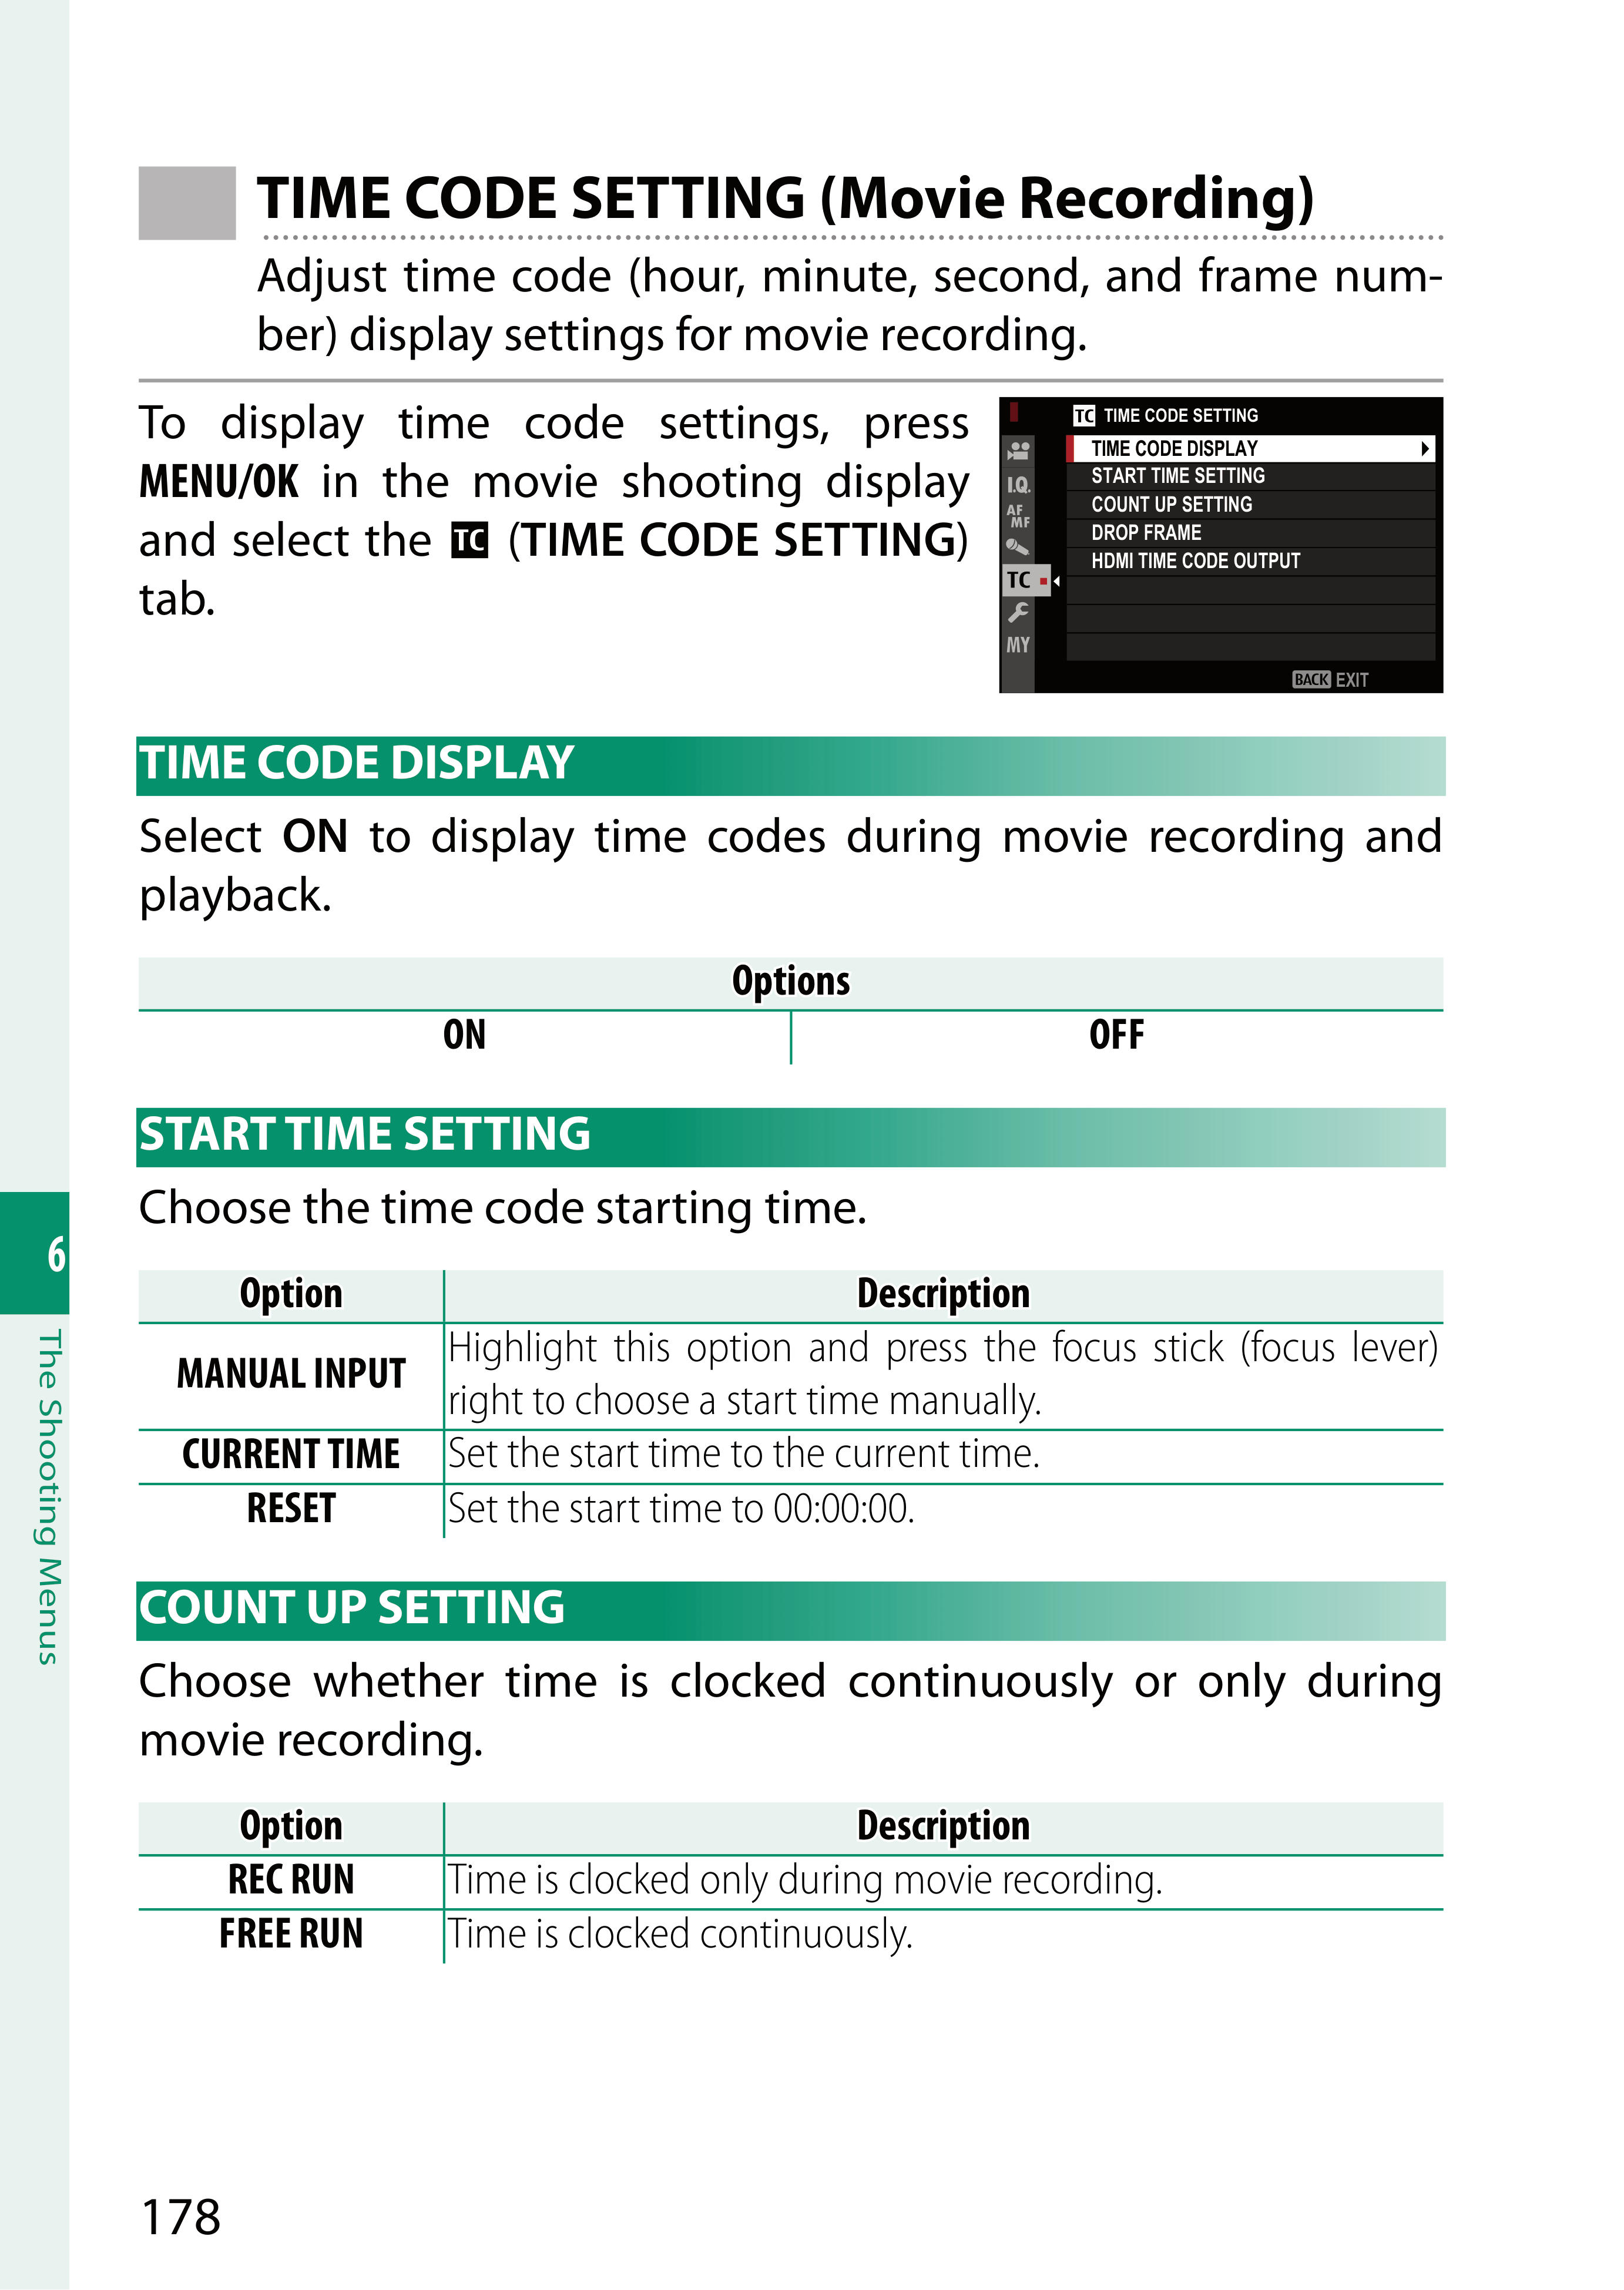 TIME CODE SETTING (Movie Recording)
Adjust time code (hour, minute, second, and frame num-
ber) display settings for movie recording.
To display time code settings, press
MENU/OK in the movie shooting display
and select the TC (TIME CODE SETTING)
tab.
TC TIME CODE SETTING
TIME CODE DISPLAY
START TIME SETTING
COUNT UP SETTING
DROP FRAME
HDMI TIME CODE OUTPUT
I.Q.
AF
MF
TC
MY
BACK EXIT
TIME CODE DISPLAY
Select ON to display time codes during movie recording and
playback.
Options
ON OFF
START TIME SETTING
Choose the time code starting time.
Option Description
MANUAL INPUT Highlight this option and press the focus stick (focus lever)
right to choose a start time manually.
CURRENT TIME Set the start time to the current time.
RESET Set the start time to 00:00:00.
COUNT UP SETTING
Choose whether time is clocked continuously or only during
movie recording.
Option Description
REC RUN Time is clocked only during movie recording.
FREE RUN Time is clocked continuously.
6
The Shooting Menus
178